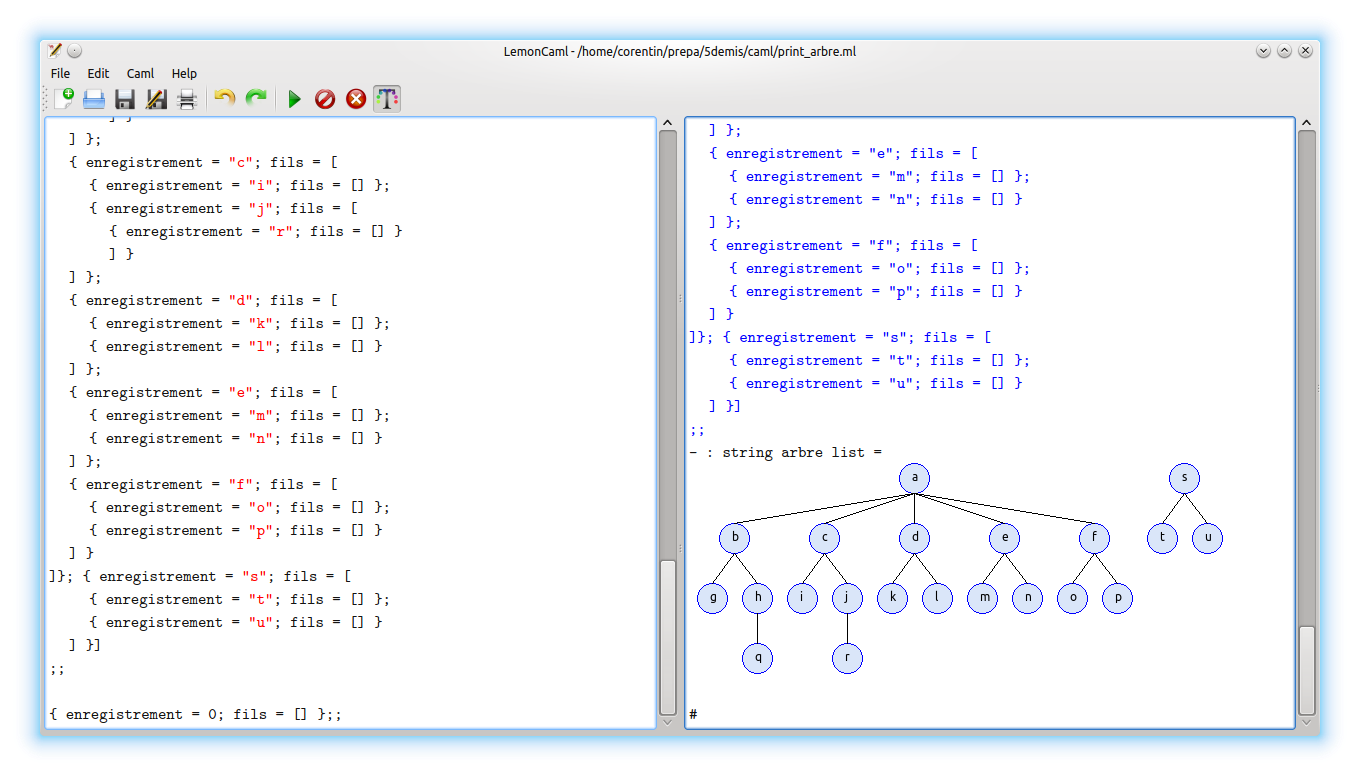 LemonCaml - /home/corentin/prepa/5demis/caml/print_arbre.ml
File Edit Caml Help
] };
{ enregistrement = "c"; fils = [
{ enregistrement = "i"; fils = [] };
{ enregistrement = "j"; fils = [
{ enregistrement = "r"; fils = [] }
] }
] };
{ enregistrement = "d"; fils = [
{ enregistrement = "k"; fils = [] };
{ enregistrement = "l"; fils = [] }
] };
{ enregistrement = "e"; fils = [
{ enregistrement = "m"; fils = [] };
{ enregistrement = "n"; fils = [] }
] };
{ enregistrement = "f"; fils = [
{ enregistrement = "o"; fils = [] };
{ enregistrement = "p"; fils = [] }
] }
]}; { enregistrement = "s"; fils = [
{ enregistrement = "t"; fils = [] };
{ enregistrement = "u"; fils = [] }
] }]
;;
{ enregistrement = 0; fils = [] };;
] };
{ enregistrement = "e"; fils = [
{ enregistrement = "m"; fils = [] };
{ enregistrement = "n"; fils = [] }
] };
{ enregistrement = "f"; fils = [
{ enregistrement = "o"; fils = [] };
{ enregistrement = "p"; fils = [] }
] }
]}; { enregistrement = "s"; fils = [
{ enregistrement = "t"; fils = [] };
{ enregistrement = "u"; fils = [] }
] }]
;;
- : string arbre list =
a s
b c d e f t u
g h i j k l m n o p
q r
#